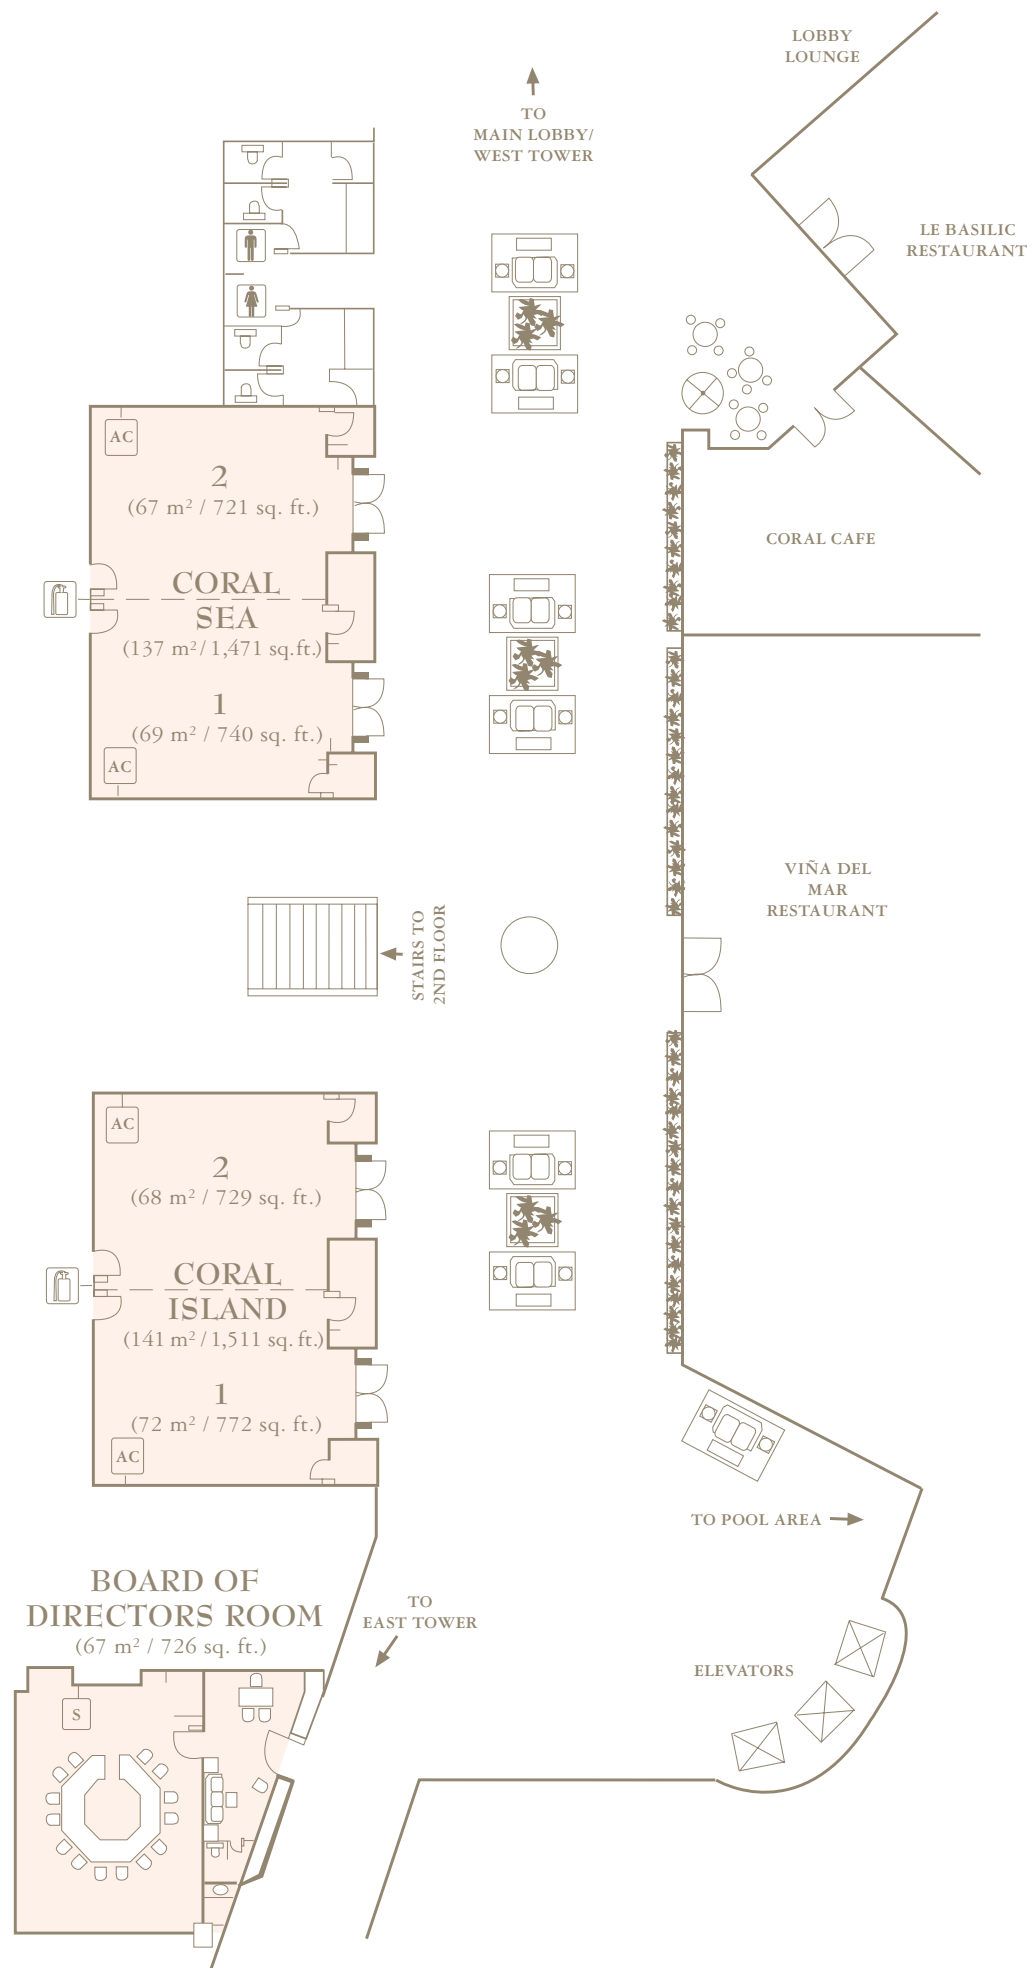 LOBBY
LOUNGE
TO
MAIN LOBBY/
WEST TOWER
LE BASILIC
RESTAURANT
AC
2
(67 m² / 721 sq. ft.)
CORAL CAFE
CORAL
SEA
(137 m² / 1,471 sq.ft.)
1
(69 m² / 740 sq. ft.)
AC
VIÑA DEL
MAR
RESTAURANT
STAIRS TO
2ND FLOOR
AC
2
(68 m² / 729 sq. ft.)
CORAL
ISLAND
(141 m² / 1,511 sq. ft.)
1
(72 m² / 772 sq. ft.)
AC
TO POOL AREA
BOARD OF
DIRECTORS ROOM
(67 m² / 726 sq. ft.)
TO
EAST TOWER
ELEVATORS
S